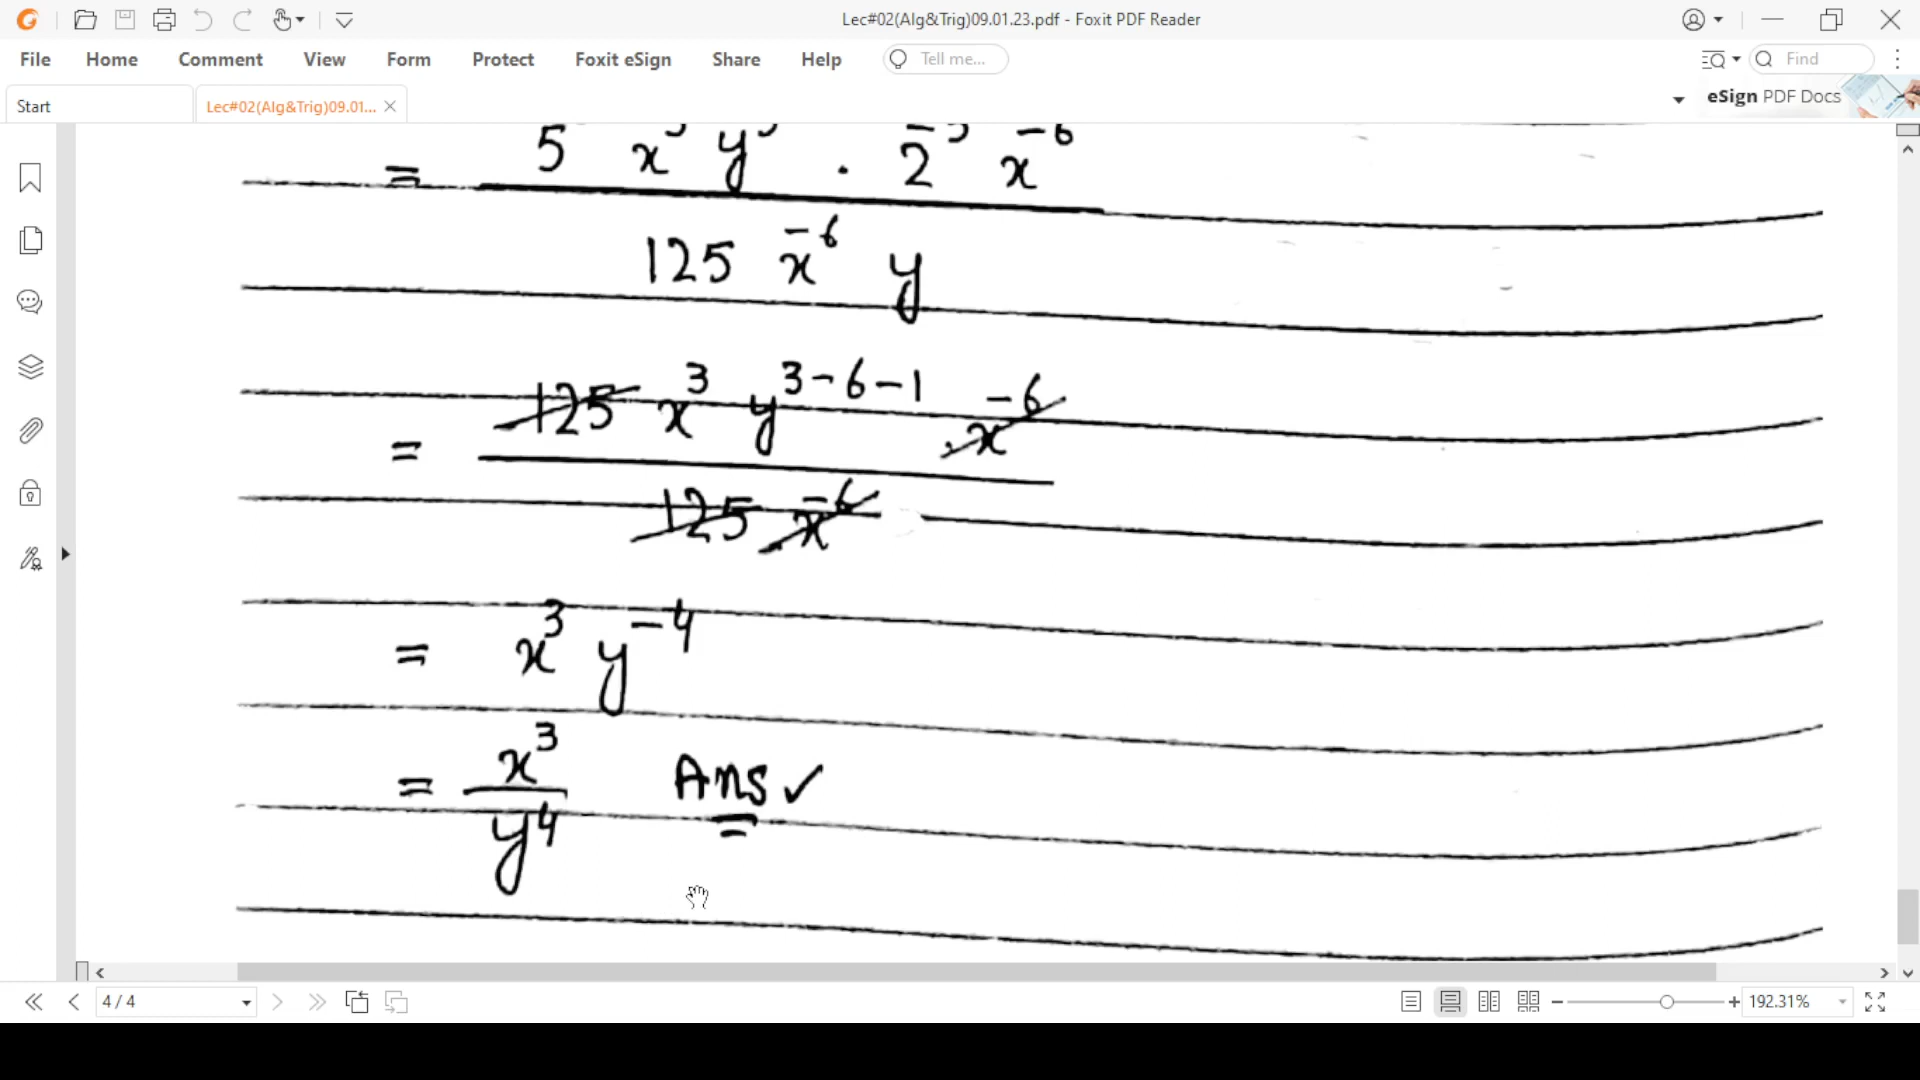 Lec#02(Alg&Trig)09.01.23.pdf - Foxit PDF Reader
File Home Comment View Form Protect Foxit eSign Share Help Tell me... Find
Start Lec#02(Alg&Trig)09.01... eSign PDF Docs
= 5 x y . 2 x⁻⁶
125 x⁻⁶ y
125 x³ y³⁻⁶⁻¹ x⁻⁶
=
125 x⁻⁶
= x³ y⁻⁴
= x³ Ans ✓
y⁴
4 / 4 192.31%